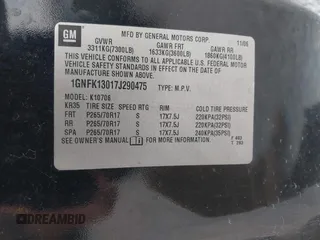 GM
MFD BY GENERAL MOTORS CORP.
11/06
GVWR GAWR FRT GAWR RR
3311KG(7300LB) 1633KG(3600LB) 1860KG(4100LB)
THIS VEHICLE CONFORMS TO ALL APPLICABLE
U.S. FEDERAL MOTOR VEHICLE SAFETY
STANDARDS IN EFFECT ON THE DATE OF
MANUFACTURE SHOWN ABOVE.
1GNFK13017J290475 TYPE: M.P.V.
MODEL: K10706
KR35 TIRE SIZE SPEED RTG RIM COLD TIRE PRESSURE
FRT P265/70R17 S 17X7.5J 220KPA(32PSI)
RR P265/70R17 S 17X7.5J 220KPA(32PSI)
SPA P265/70R17 S 17X7.5J 240KPA(35PSI)
SEE OWNER'S MANUAL FOR ADDITIONAL INFORMATION.
AUTOBIDMASTER